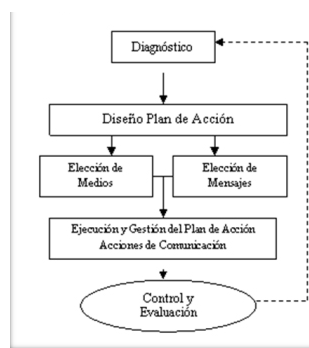 Diagnóstico
Diseño Plan de Acción
Elección de
Medios
Elección de
Mensajes
Ejecución y Gestión del Plan de Acción
Acciones de Comunicación
Control y
Evaluación